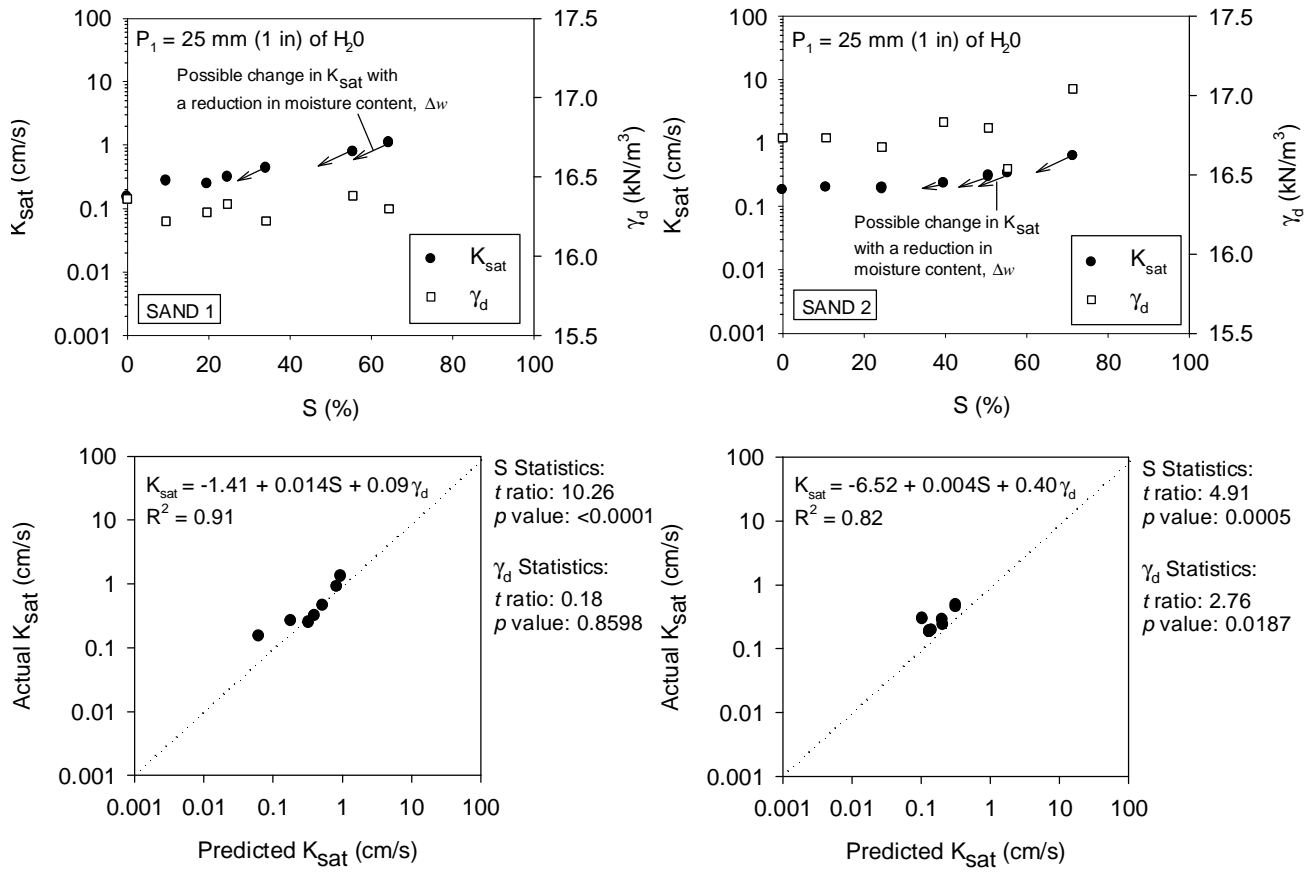 P1 = 25 mm (1 in) of H20
Possible change in Ksat with
a reduction in moisture content, Δw
Ksat (cm/s)
100
10
1
0.1
0.01
0.001
γd (kN/m3)
17.5
17.0
16.5
16.0
15.5
Ksat
γd
SAND 1
0 20 40 60 80 100
S (%)
P1 = 25 mm (1 in) of H20
Possible change in Ksat
with a reduction in
moisture content, Δw
Ksat (cm/s)
100
10
1
0.1
0.01
0.001
γd (kN/m3)
17.5
17.0
16.5
16.0
15.5
Ksat
γd
SAND 2
0 20 40 60 80 100
S (%)
Ksat = -1.41 + 0.014S + 0.09γd
R2 = 0.91
Actual Ksat (cm/s)
100
10
1
0.1
0.01
0.001
0.001 0.01 0.1 1 10 100
Predicted Ksat (cm/s)
S Statistics:
t ratio: 10.26
p value: <0.0001
γd Statistics:
t ratio: 0.18
p value: 0.8598
Ksat = -6.52 + 0.004S + 0.40γd
R2 = 0.82
Actual Ksat (cm/s)
100
10
1
0.1
0.01
0.001
0.001 0.01 0.1 1 10 100
Predicted Ksat (cm/s)
S Statistics:
t ratio: 4.91
p value: 0.0005
γd Statistics:
t ratio: 2.76
p value: 0.0187